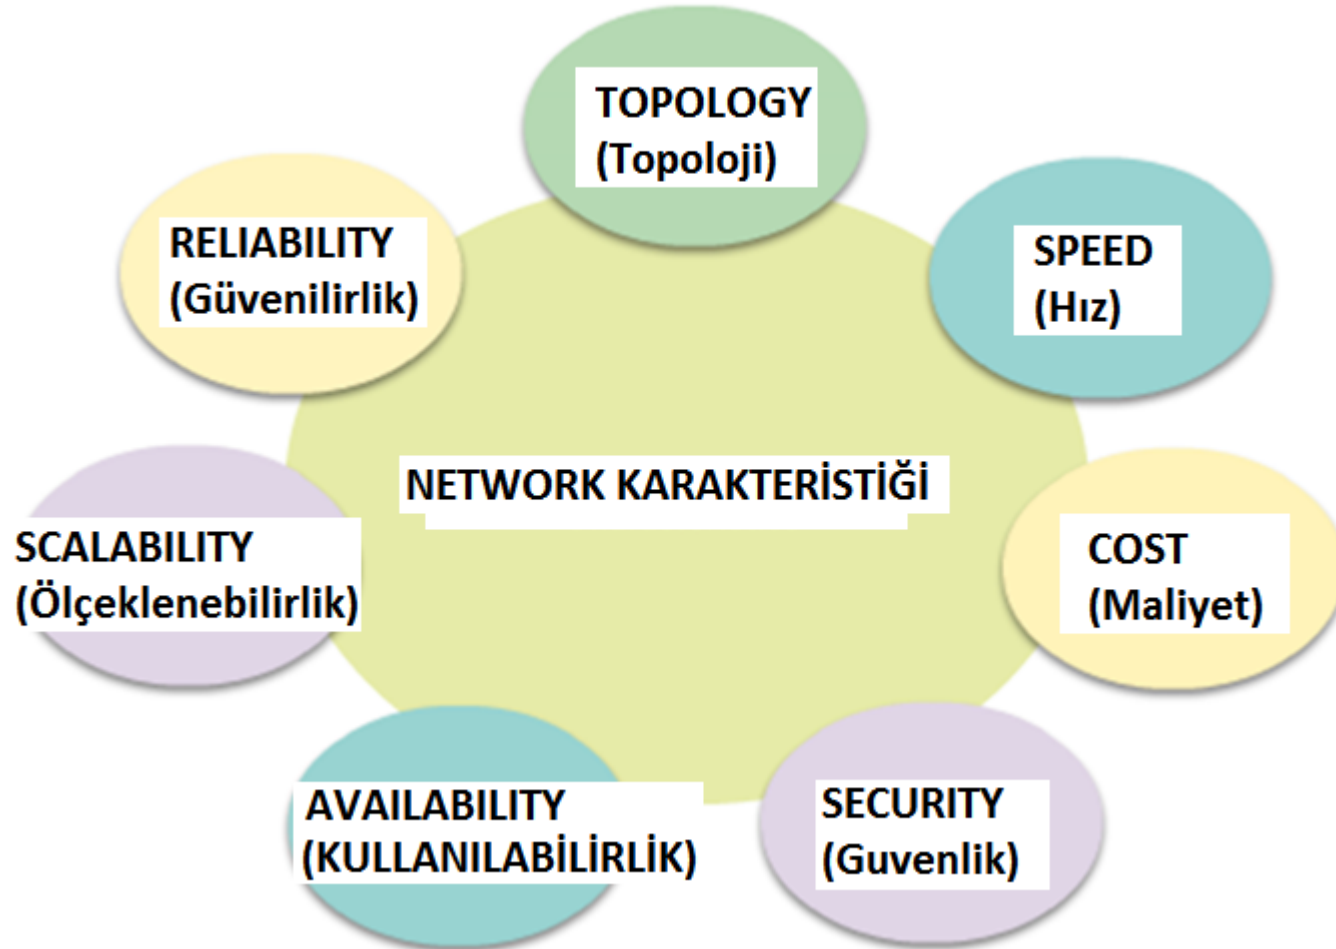 TOPOLOGY
(Topoloji)
RELIABILITY
(Güvenilirlik)
SPEED
(Hız)
NETWORK KARAKTERİSTİĞİ
SCALABILITY
(Ölçeklenebilirlik)
COST
(Maliyet)
AVAILABILITY
(KULLANILABİLİRLİK)
SECURITY
(Guvenlik)